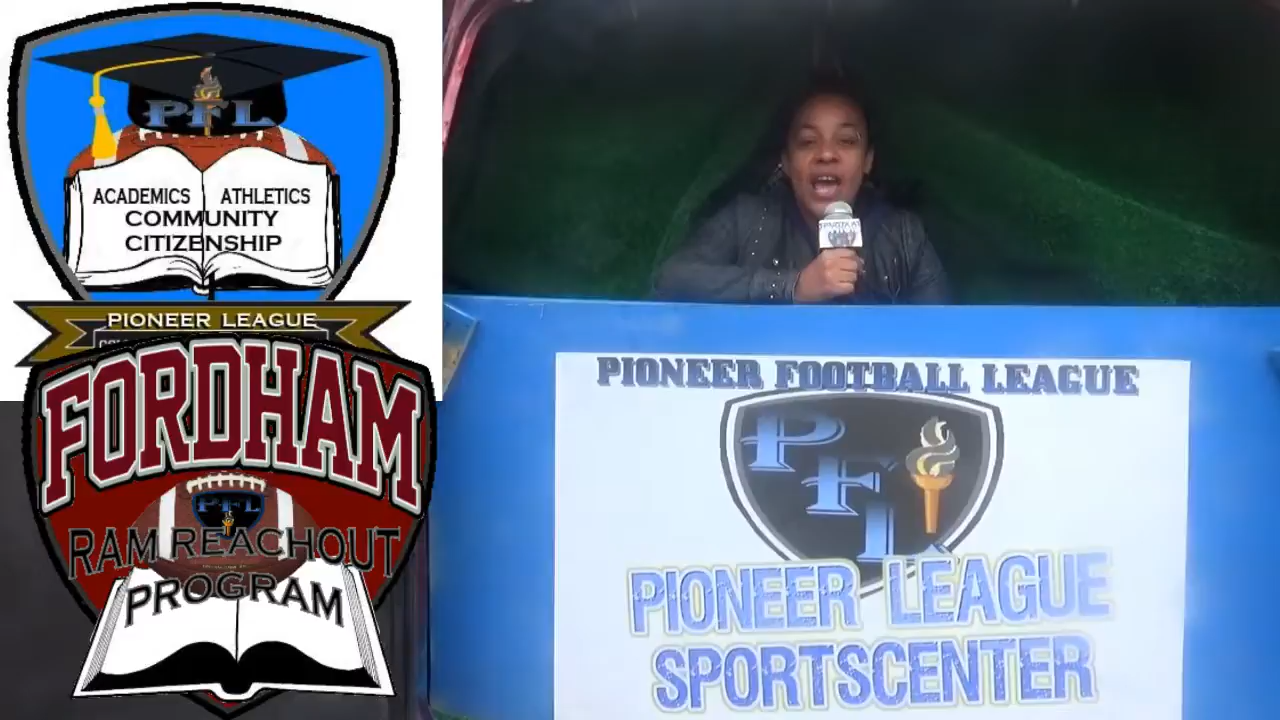 PFL
ACADEMICS ATHLETICS
COMMUNITY
CITIZENSHIP
PIONEER LEAGUE
FORDHAM
PFL
RAM REACHOUT
PROGRAM
PIONEER FOOTBALL LEAGUE
PFL
PIONEER LEAGUE
SPORTSCENTER